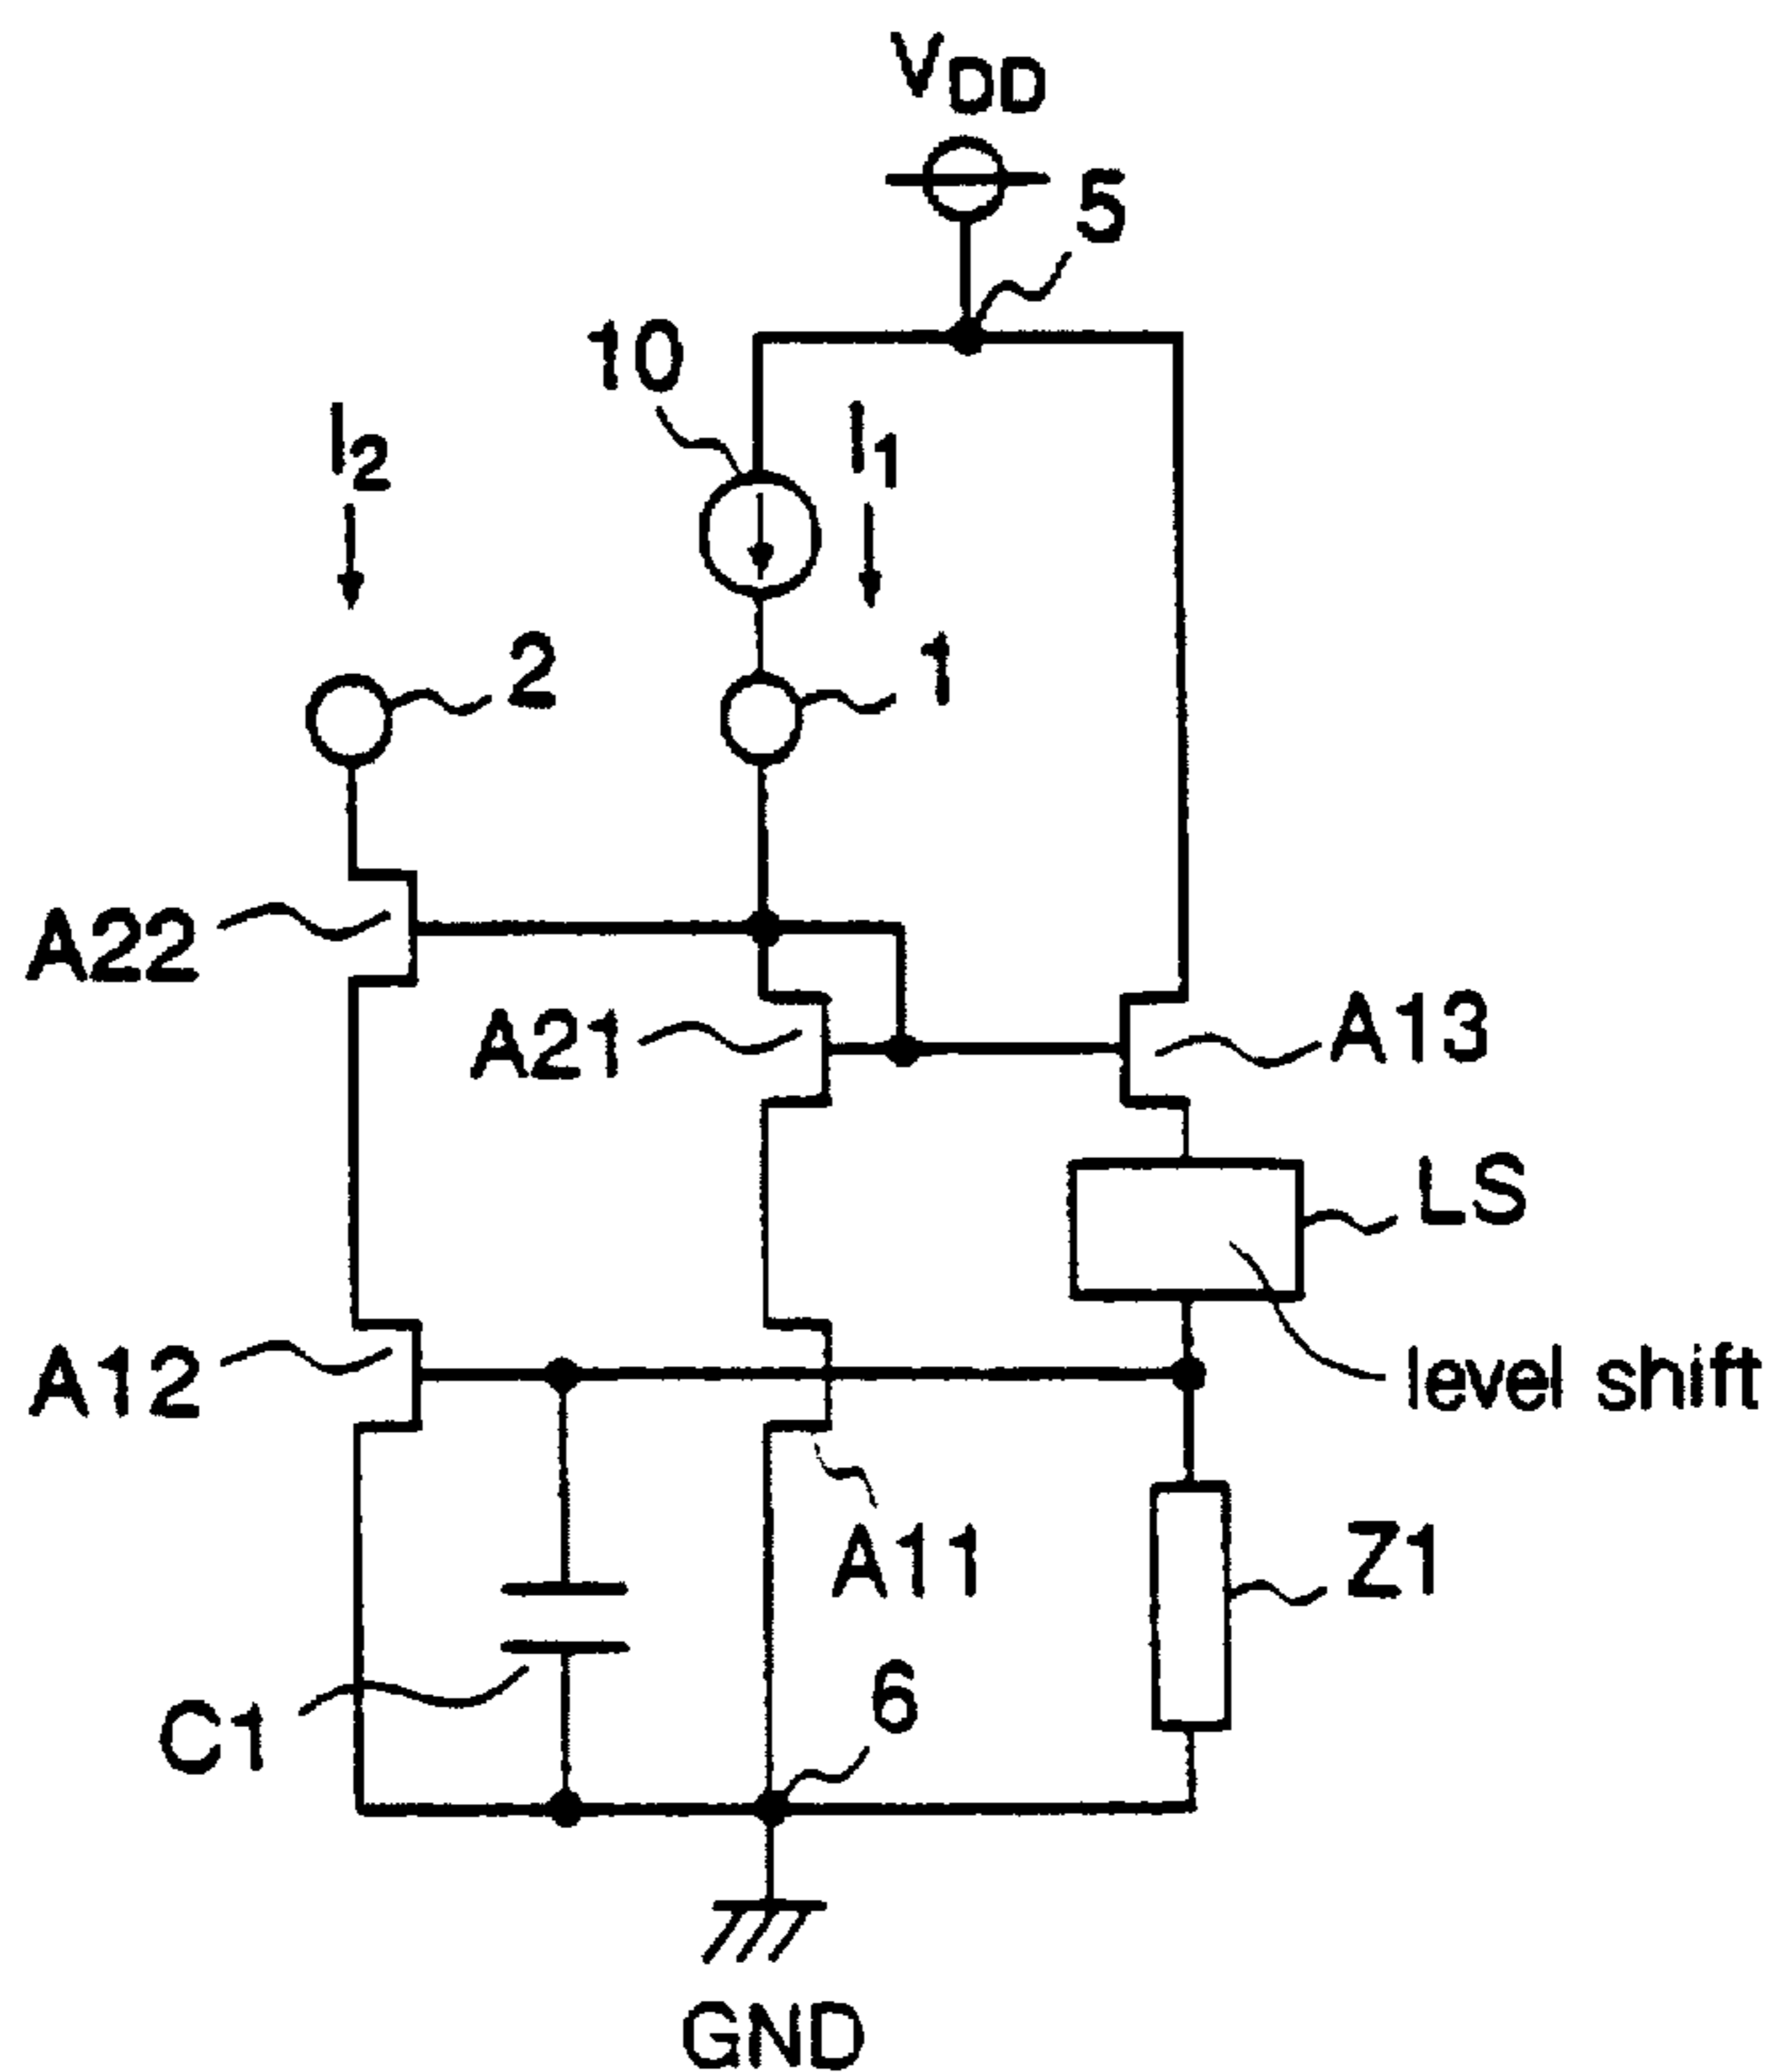 VDD
5
10
I2
I1
2
1
A22
A21
A13
LS
A12
level shift
A11
Z1
C1
6
GND